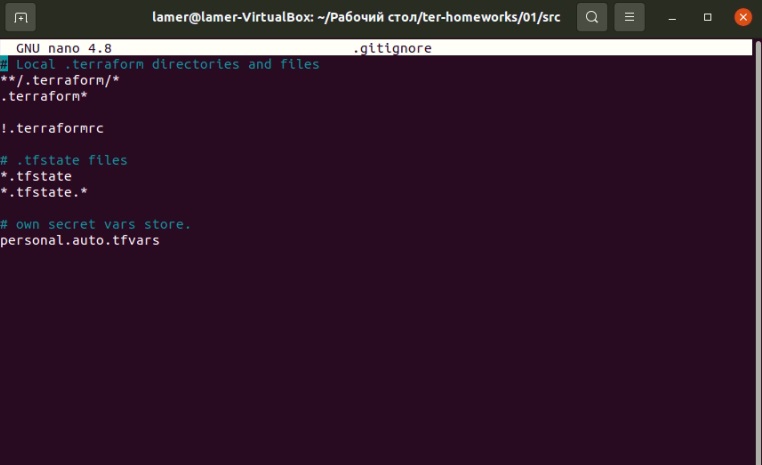 lamer@lamer-VirtualBox: ~/Рабочий стол/ter-homeworks/01/src
GNU nano 4.8 .gitignore
# Local .terraform directories and files
**/.terraform/*
.terraform*
!.terraformrc
# .tfstate files
*.tfstate
*.tfstate.*
# own secret vars store.
personal.auto.tfvars